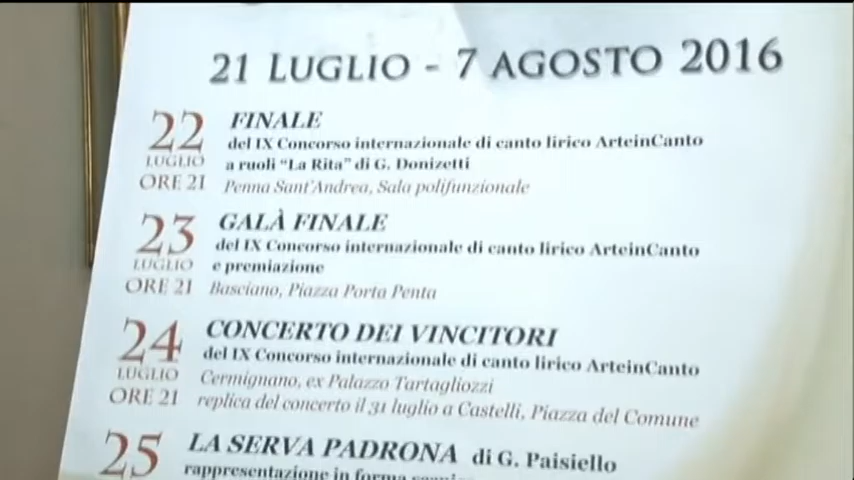 21 LUGLIO - 7 AGOSTO 2016
22 LUGLIO ORE 21
FINALE
del IX Concorso internazionale di canto lirico ArteinCanto
a ruoli “La Rita” di G. Donizetti
Penna Sant'Andrea, Sala polifunzionale
23 LUGLIO ORE 21
GALÀ FINALE
del IX Concorso internazionale di canto lirico ArteinCanto
e premiazione
Basciano, Piazza Porta Penta
24 LUGLIO ORE 21
CONCERTO DEI VINCITORI
del IX Concorso internazionale di canto lirico ArteinCanto
Cermignano, ex Palazzo Tartagliozzi
replica del concerto il 31 luglio a Castelli, Piazza del Comune
25
LA SERVA PADRONA di G. Paisiello
rappresentazione in forma